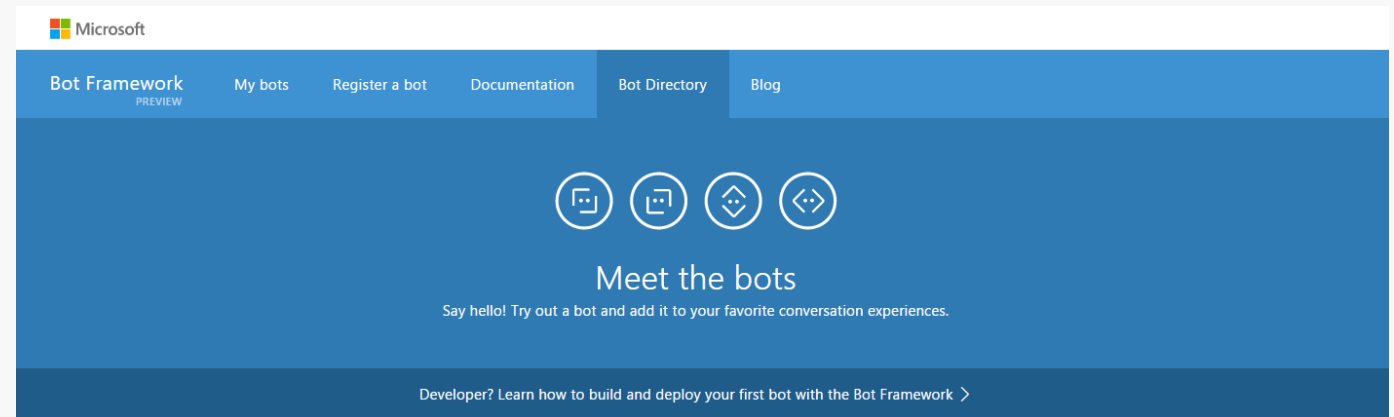 Microsoft
Bot Framework My bots Register a bot Documentation Bot Directory Blog
PREVIEW
Meet the bots
Say hello! Try out a bot and add it to your favorite conversation experiences.
Developer? Learn how to build and deploy your first bot with the Bot Framework